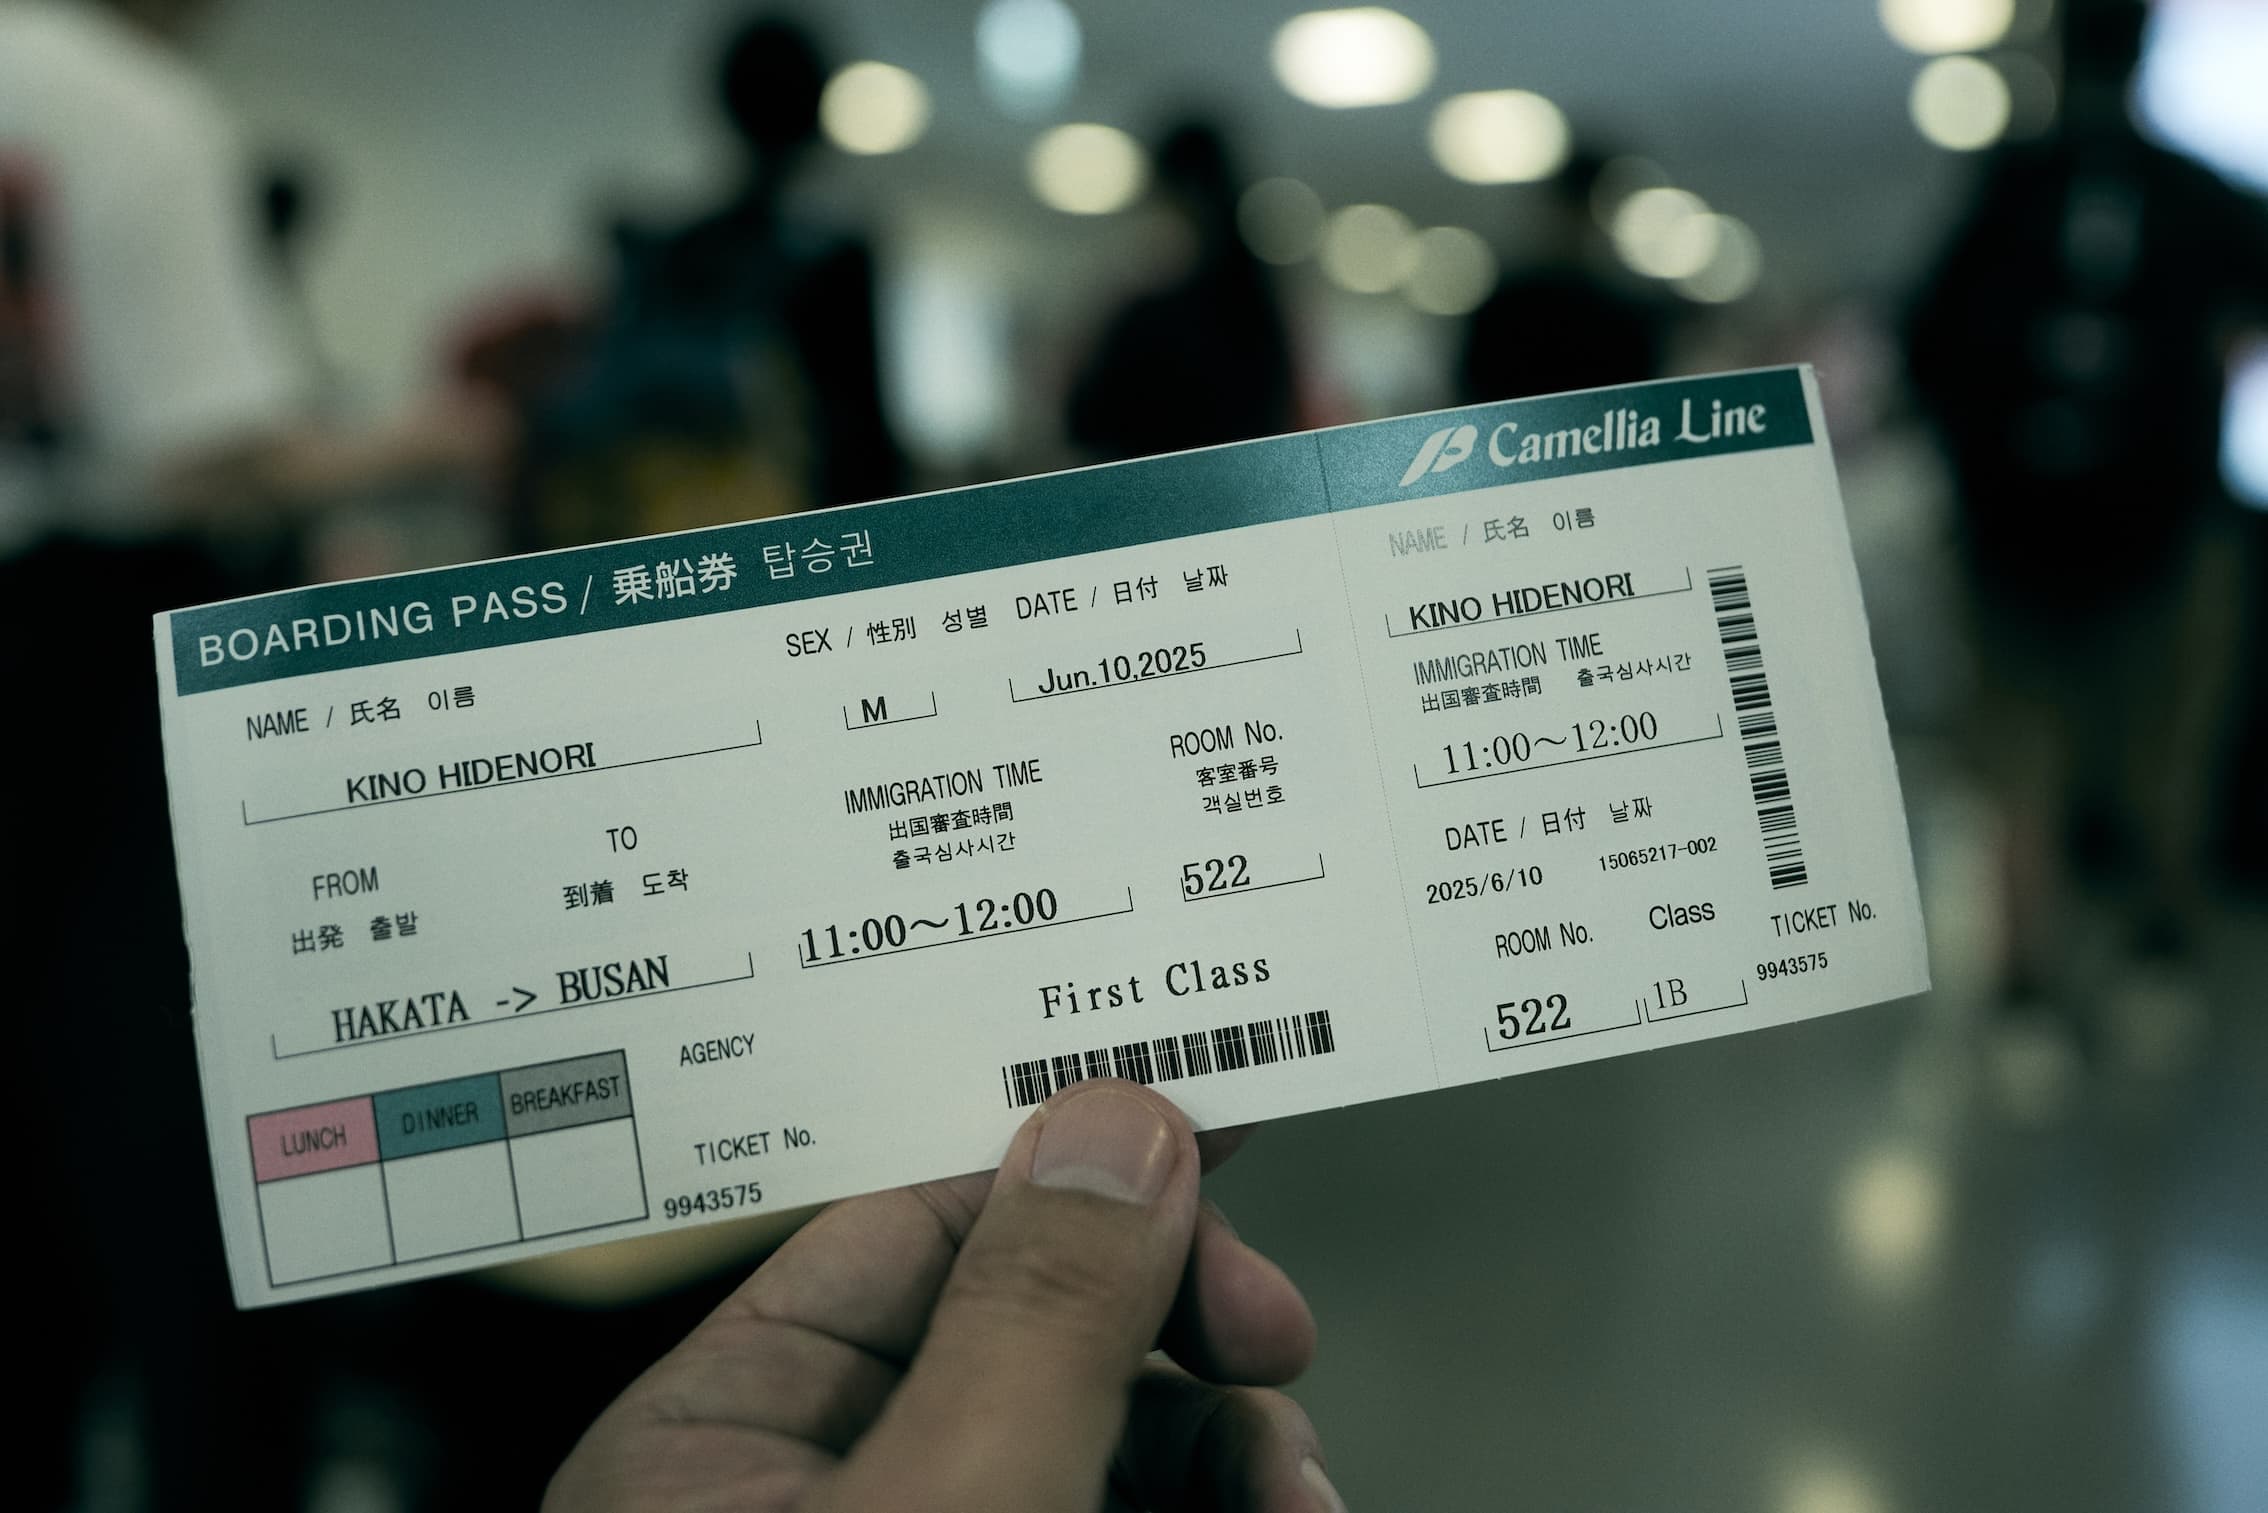 Camellia Line
BOARDING PASS / 乗船券 탑승권
NAME / 氏名 이름
KINO HIDENORI
SEX / 性別 성별
M
DATE / 日付 날짜
Jun.10,2025
FROM
出発 출발
TO
到着 도착
HAKATA -> BUSAN
IMMIGRATION TIME
出国審査時間
출국심사시간
11:00～12:00
ROOM No.
客室番号
객실번호
522
First Class
LUNCH DINNER BREAKFAST
AGENCY
TICKET No.
9943575
NAME / 氏名 이름
KINO HIDENORI
IMMIGRATION TIME
出国審査時間 출국심사시간
11:00～12:00
DATE / 日付 날짜
2025/6/10 15065217-002
ROOM No.
522
Class
1B
TICKET No.
9943575